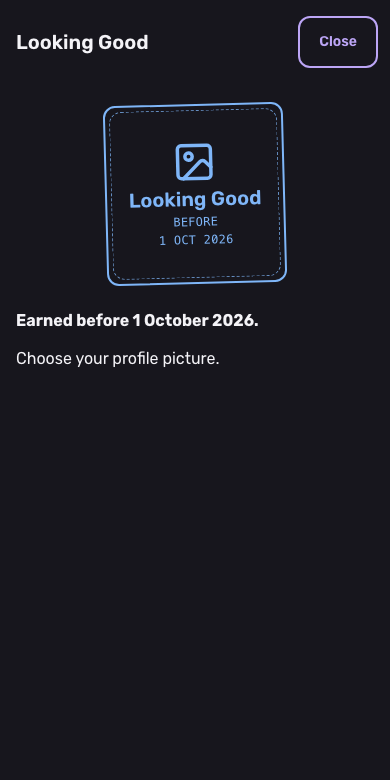 Looking Good
Close
Looking Good
BEFORE
1 OCT 2026
Earned before 1 October 2026.
Choose your profile picture.